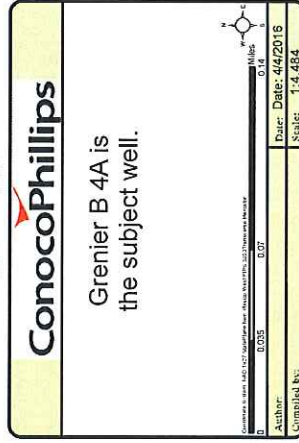 ConocoPhillips
Grenier B 4A is
the subject well.
N
W
E
S
Miles
0
0.035
0.07
0.14
Author:
Date: Date: 4/4/2016
Compiled by:
Scale: 1:4,484